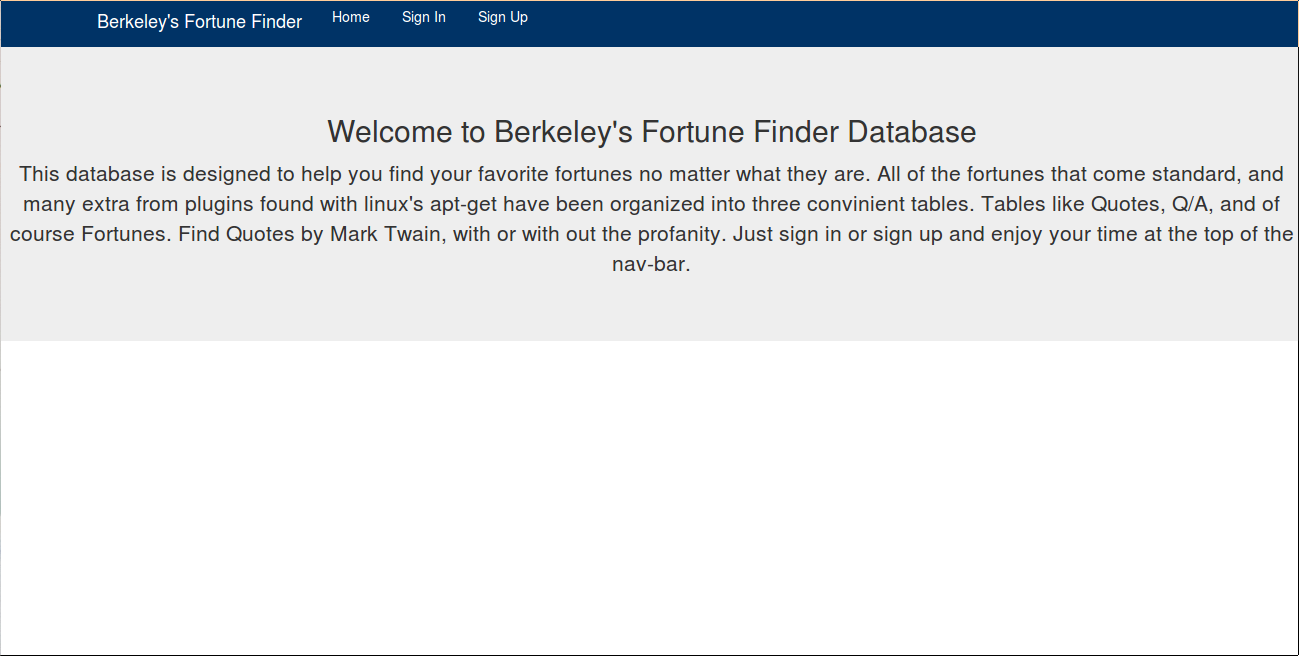 Berkeley's Fortune Finder Home Sign In Sign Up
Welcome to Berkeley's Fortune Finder Database
This database is designed to help you find your favorite fortunes no matter what they are. All of the fortunes that come standard, and
many extra from plugins found with linux's apt-get have been organized into three convinient tables. Tables like Quotes, Q/A, and of
course Fortunes. Find Quotes by Mark Twain, with or with out the profanity. Just sign in or sign up and enjoy your time at the top of the
nav-bar.